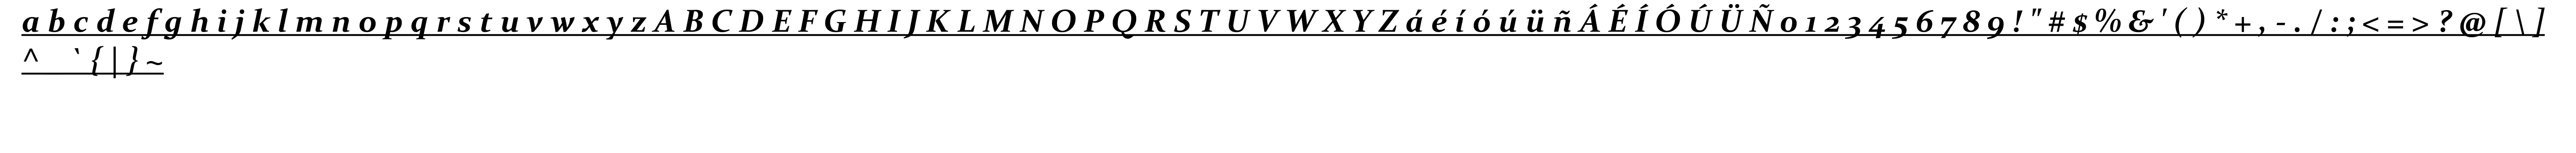 a b c d e f g h i j k l m n o p q r s t u v w x y z A B C D E F G H I J K L M N O P Q R S T U V W X Y Z á é í ó ú ü ñ Á É Í Ó Ú Ü Ñ 0 1 2 3 4 5 6 7 8 9 ! " # $ % & ' ( ) * + , - . / : ; < = > ? @ [ \ ]
^ _ ` { | } ~